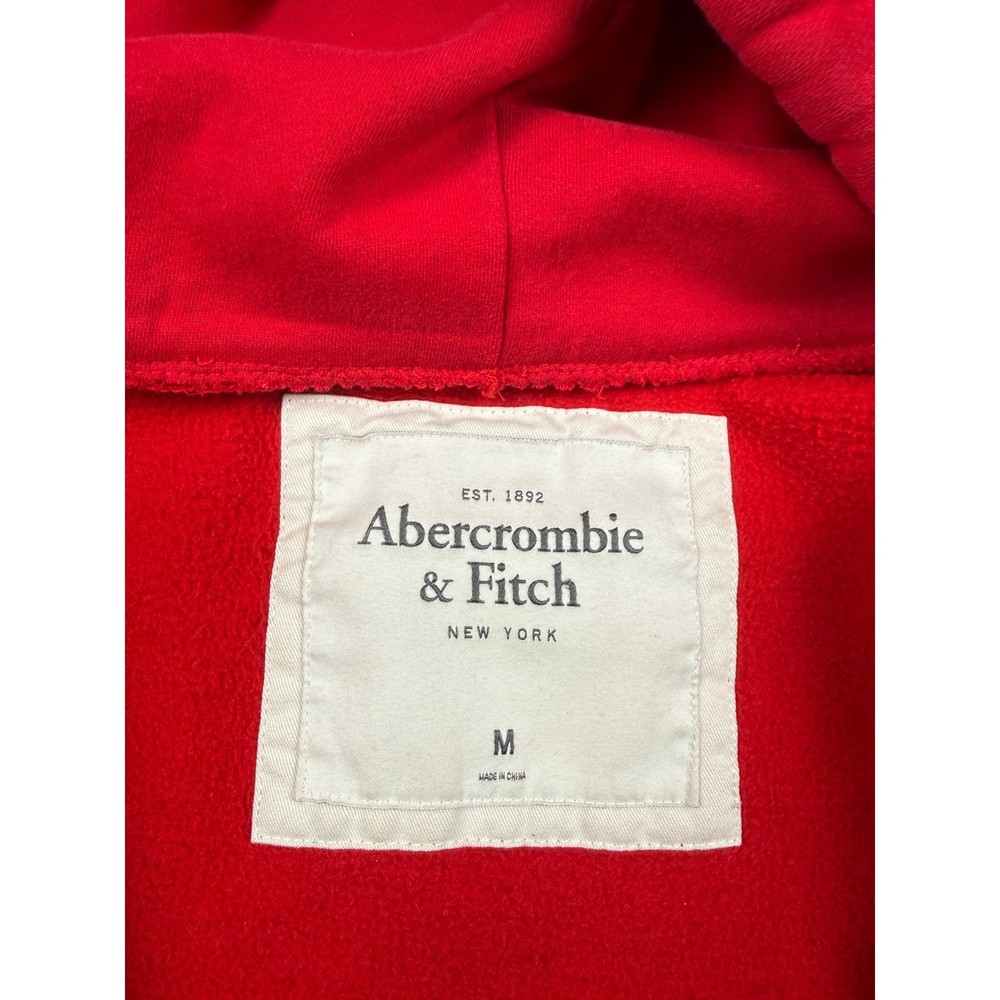 EST. 1892
Abercrombie
& Fitch
NEW YORK
M
MADE IN CHINA